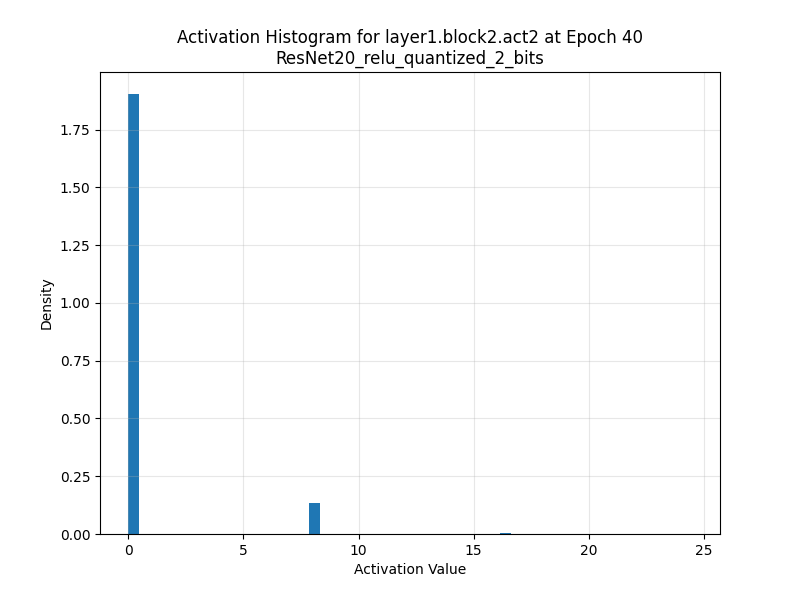 Activation Histogram for layer1.block2.act2 at Epoch 40
ResNet20_relu_quantized_2_bits
1.75
1.50
1.25
1.00
0.75
0.50
0.25
0.00
Density
0 5 10 15 20 25
Activation Value